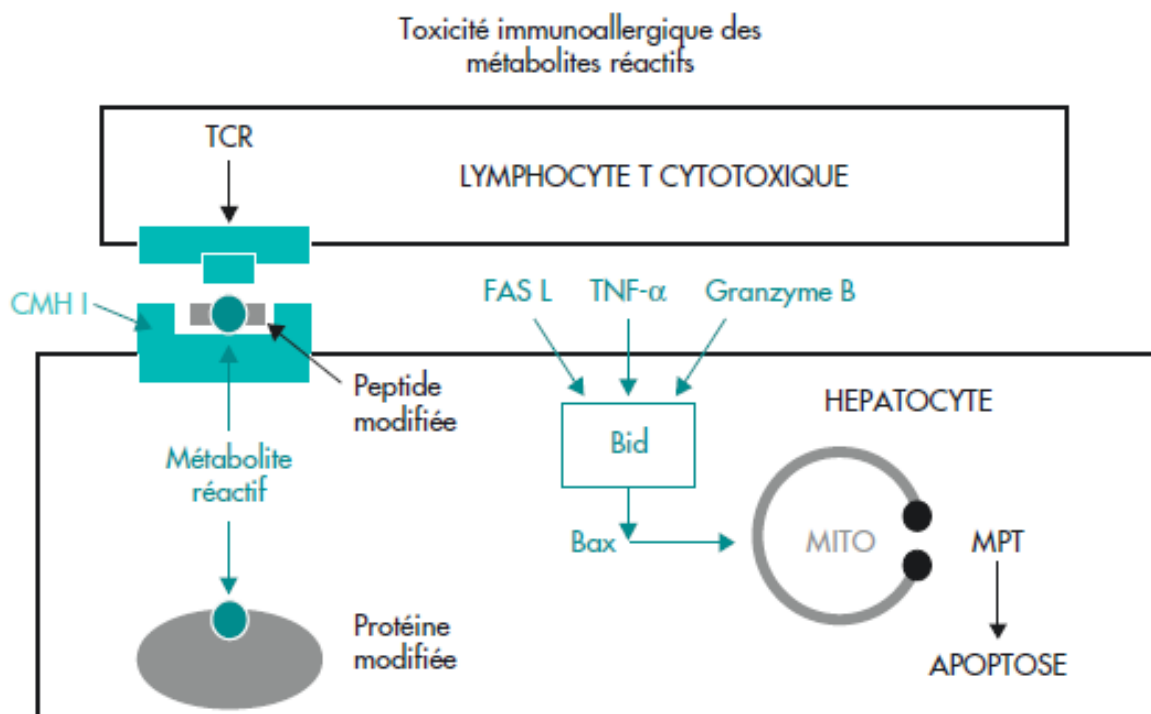 Toxicité immunoallergique des
métabolites réactifs
TCR
LYMPHOCYTE T CYTOTOXIQUE
CMH I
FAS L
TNF-α
Granzyme B
Peptide
modifiée
HEPATOCYTE
Bid
Métabolite
réactif
Bax
MITO
MPT
Protéine
modifiée
APOPTOSE